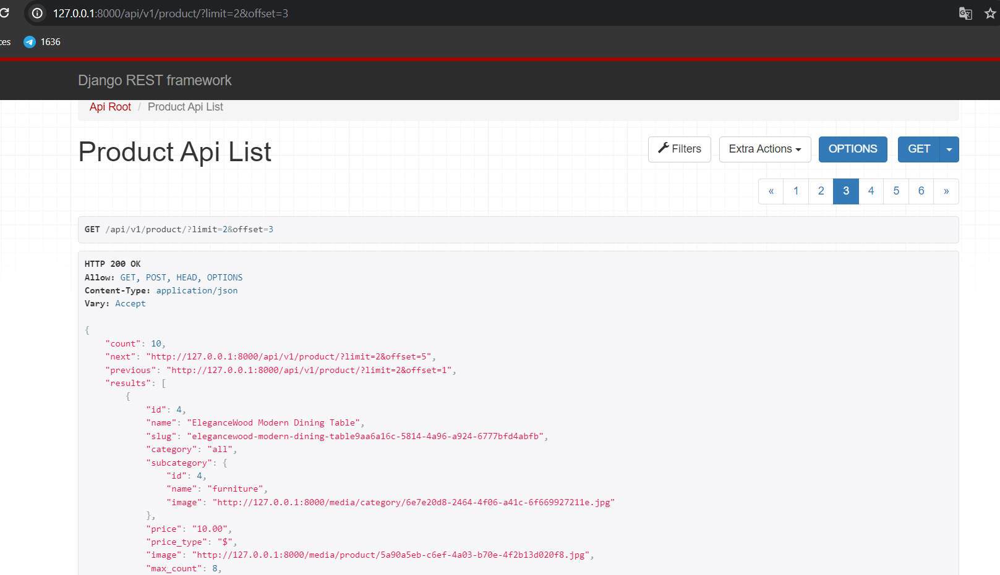 127.0.0.1:8000/api/v1/product/?limit=2&offset=3
ces 1636
Django REST framework
Api Root / Product Api List
Product Api List
Filters Extra Actions OPTIONS GET
« 1 2 3 4 5 6 »
GET /api/v1/product/?limit=2&offset=3
HTTP 200 OK
Allow: GET, POST, HEAD, OPTIONS
Content-Type: application/json
Vary: Accept
{
"count": 10,
"next": "http://127.0.0.1:8000/api/v1/product/?limit=2&offset=5",
"previous": "http://127.0.0.1:8000/api/v1/product/?limit=2&offset=1",
"results": [
{
"id": 4,
"name": "EleganceWood Modern Dining Table",
"slug": "elegancewood-modern-dining-table9aa6a16c-5814-4a96-a924-6777bfd4abfb",
"category": "all",
"subcategory": {
"id": 4,
"name": "furniture",
"image": "http://127.0.0.1:8000/media/category/6e7e20d8-2464-4f06-a41c-6f669927211e.jpg"
},
"price": "10.00",
"price_type": "$",
"image": "http://127.0.0.1:8000/media/product/5a90a5eb-c6ef-4a03-b70e-4f2b13d020f8.jpg",
"max_count": 8,